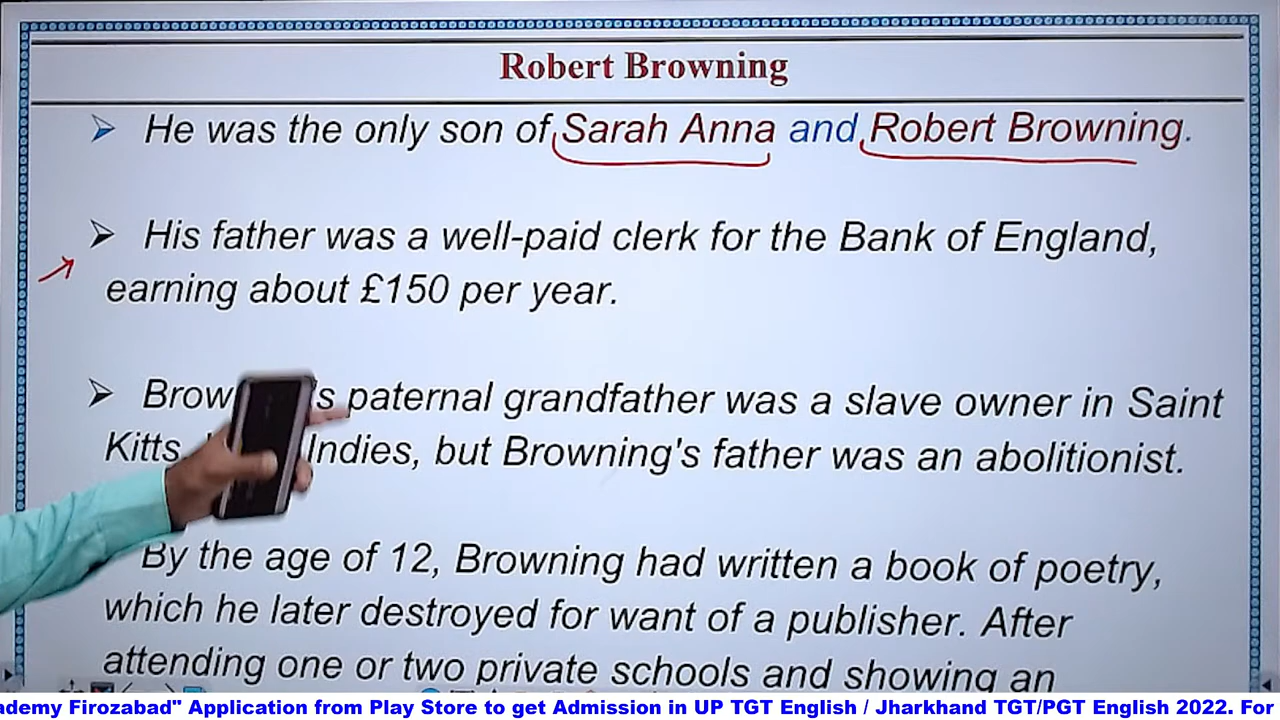 Robert Browning
He was the only son of Sarah Anna and Robert Browning.
His father was a well-paid clerk for the Bank of England,
earning about £150 per year.
paternal grandfather was a slave owner in Saint
Kitts, Indies, but Browning's father was an abolitionist.
By the age of 12, Browning had written a book of poetry,
which he later destroyed for want of a publisher. After
attending one or two private schools and showing an
Firozabad" Application from Play Store to get Admission in UP TGT English / Jharkhand TGT/PGT English 2022. For